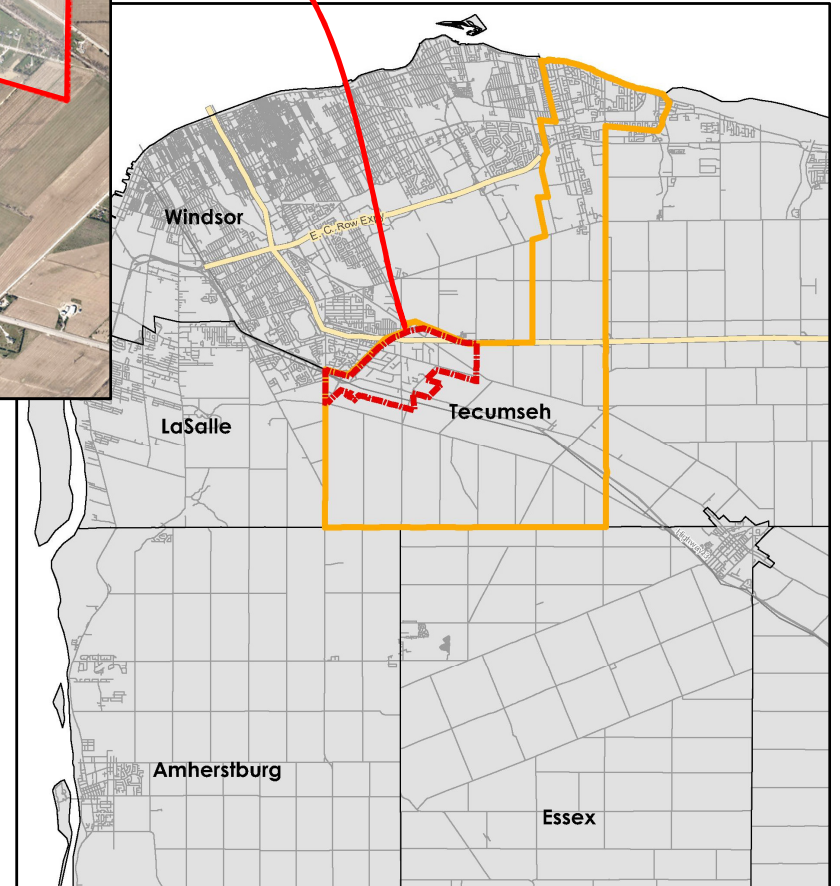 Windsor
E. C. Row Expy
LaSalle
Tecumseh
Amherstburg
Essex